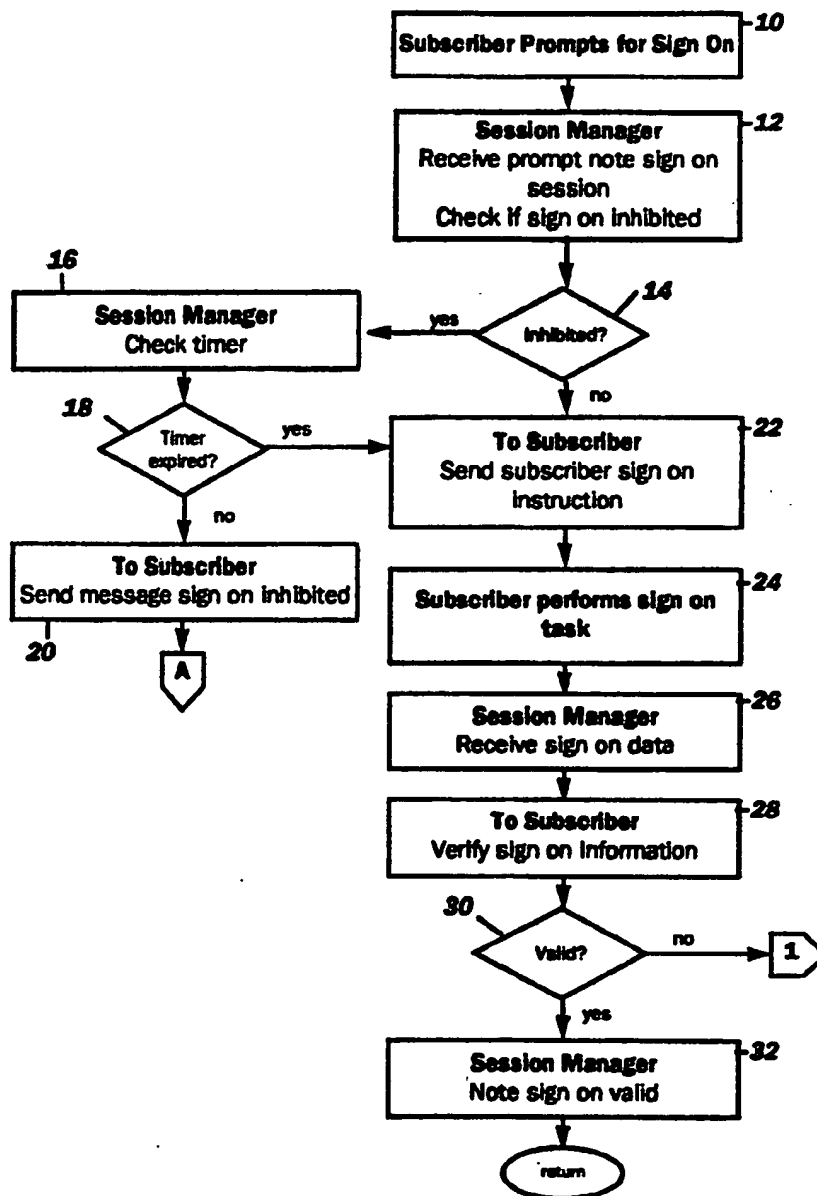 10
Subscriber Prompts for Sign On
12
Session Manager
Receive prompt note sign on
session
Check if sign on inhibited
16
Session Manager
Check timer
yes
14
Inhibited?
no
18
Timer
expired?
yes
22
To Subscriber
Send subscriber sign on
instruction
no
To Subscriber
Send message sign on inhibited
20
A
24
Subscriber performs sign on
task
26
Session Manager
Receive sign on data
28
To Subscriber
Verify sign on information
30
Valid?
no
1
yes
32
Session Manager
Note sign on valid
return